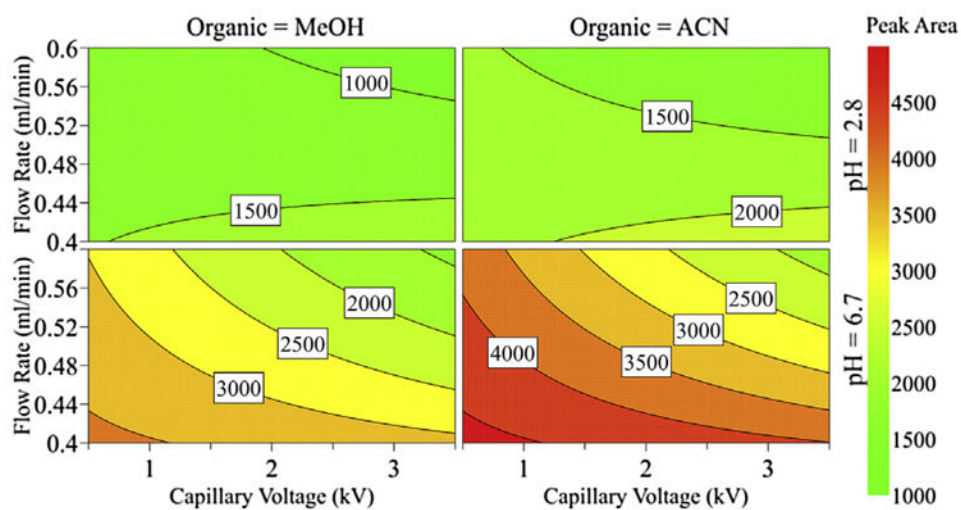 Organic = MeOH
Organic = ACN
Peak Area
Flow Rate (ml/min)
0.6
0.56
0.52
0.48
0.44
0.4
1000
1500
1500
2000
pH = 2.8
Flow Rate (ml/min)
0.56
0.52
0.48
0.44
0.4
2000
2500
3000
2500
3000
3500
4000
pH = 6.7
1 2 3
Capillary Voltage (kV)
1 2 3
Capillary Voltage (kV)
4500
4000
3500
3000
2500
2000
1500
1000